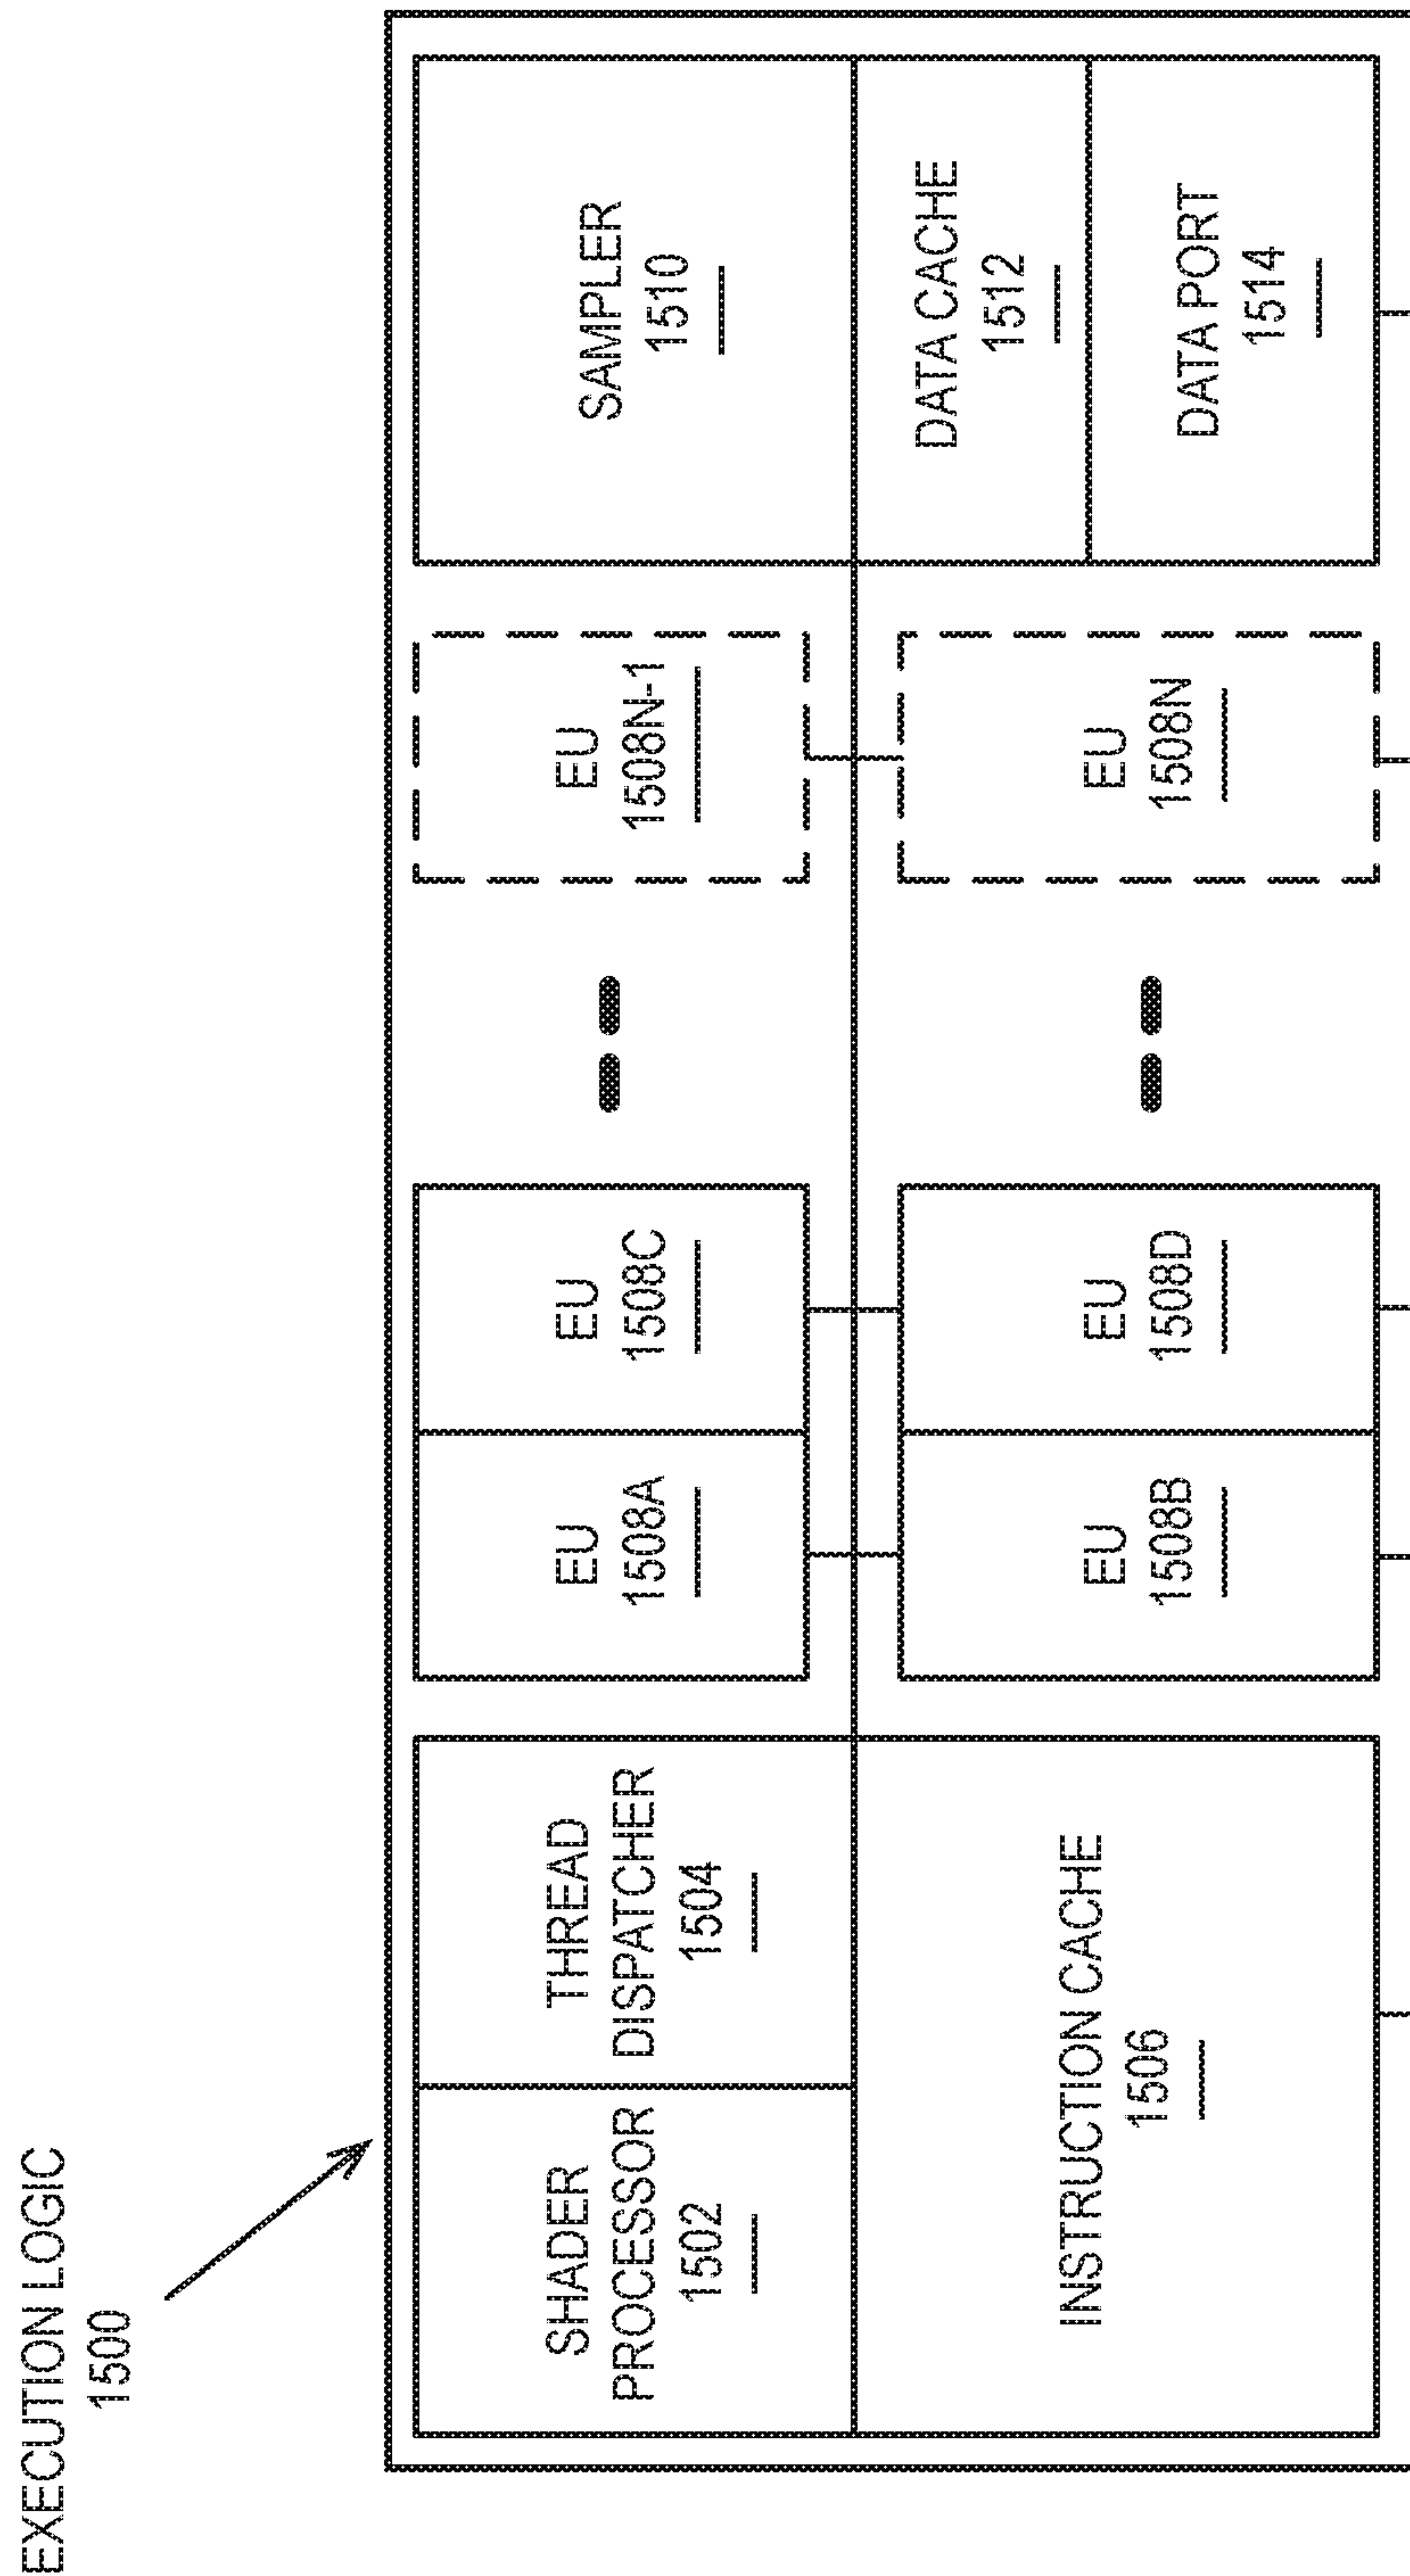 EXECUTION LOGIC
1500
SHADER
PROCESSOR
1502
THREAD
DISPATCHER
1504
INSTRUCTION CACHE
1506
EU
1508A
EU
1508C
EU
1508B
EU
1508D
EU
1508N-1
EU
1508N
SAMPLER
1510
DATA CACHE
1512
DATA PORT
1514